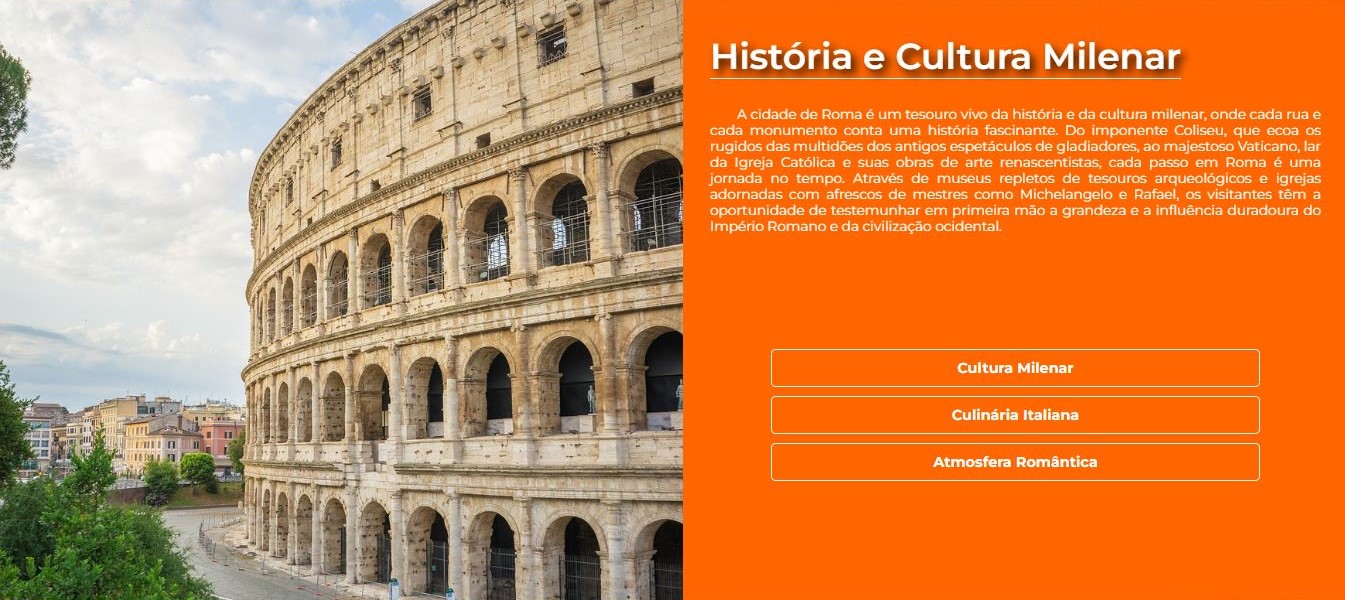 História e Cultura Milenar
A cidade de Roma é um tesouro vivo da história e da cultura milenar, onde cada rua e
cada monumento conta uma história fascinante. Do imponente Coliseu, que ecoa os
rugidos das multidões dos antigos espetáculos de gladiadores, ao majestoso Vaticano, lar
da Igreja Católica e suas obras de arte renascentistas, cada passo em Roma é uma
jornada no tempo. Através de museus repletos de tesouros arqueológicos e igrejas
adornadas com afrescos de mestres como Michelangelo e Rafael, os visitantes têm a
oportunidade de testemunhar em primeira mão a grandeza e a influência duradoura do
Império Romano e da civilização ocidental.
Cultura Milenar
Culinária Italiana
Atmosfera Romântica